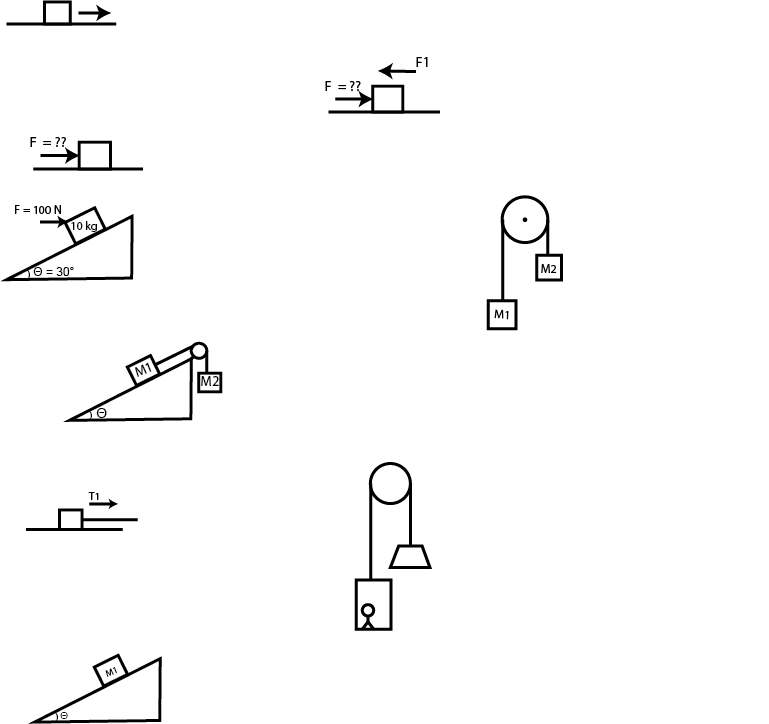 F1
F = ??
F = ??
F = 100 N
10 kg
Θ = 30°
M2
M1
M1
M2
Θ
T1
M1
Θ